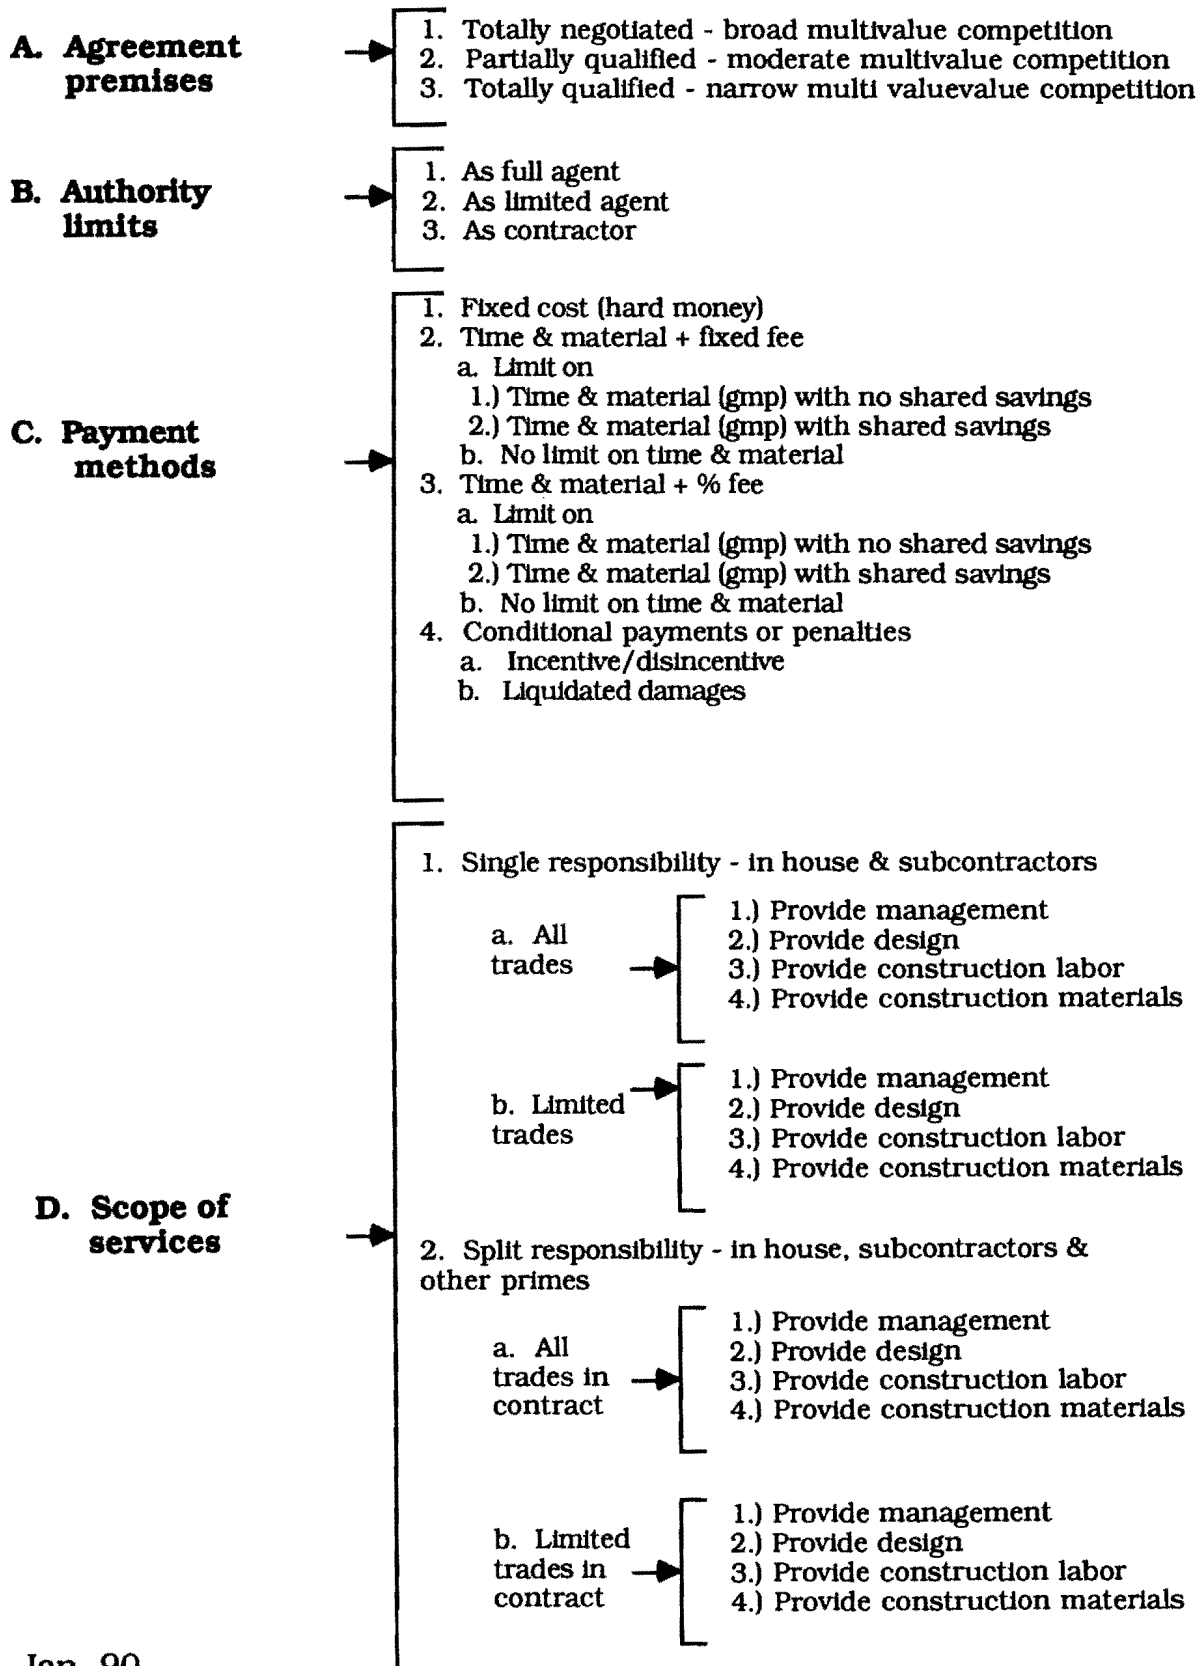 A. Agreement
premises
1. Totally negotiated - broad multivalue competition
2. Partially qualified - moderate multivalue competition
3. Totally qualified - narrow multi valuevalue competition
B. Authority
limits
1. As full agent
2. As limited agent
3. As contractor
C. Payment
methods
1. Fixed cost (hard money)
2. Time & material + fixed fee
a. Limit on
1.) Time & material (gmp) with no shared savings
2.) Time & material (gmp) with shared savings
b. No limit on time & material
3. Time & material + % fee
a. Limit on
1.) Time & material (gmp) with no shared savings
2.) Time & material (gmp) with shared savings
b. No limit on time & material
4. Conditional payments or penalties
a. Incentive/disincentive
b. Liquidated damages
D. Scope of
services
1. Single responsibility - in house & subcontractors
a. All
trades
1.) Provide management
2.) Provide design
3.) Provide construction labor
4.) Provide construction materials
b. Limited
trades
1.) Provide management
2.) Provide design
3.) Provide construction labor
4.) Provide construction materials
2. Split responsibility - in house, subcontractors &
other primes
a. All
trades in
contract
1.) Provide management
2.) Provide design
3.) Provide construction labor
4.) Provide construction materials
b. Limited
trades in
contract
1.) Provide management
2.) Provide design
3.) Provide construction labor
4.) Provide construction materials